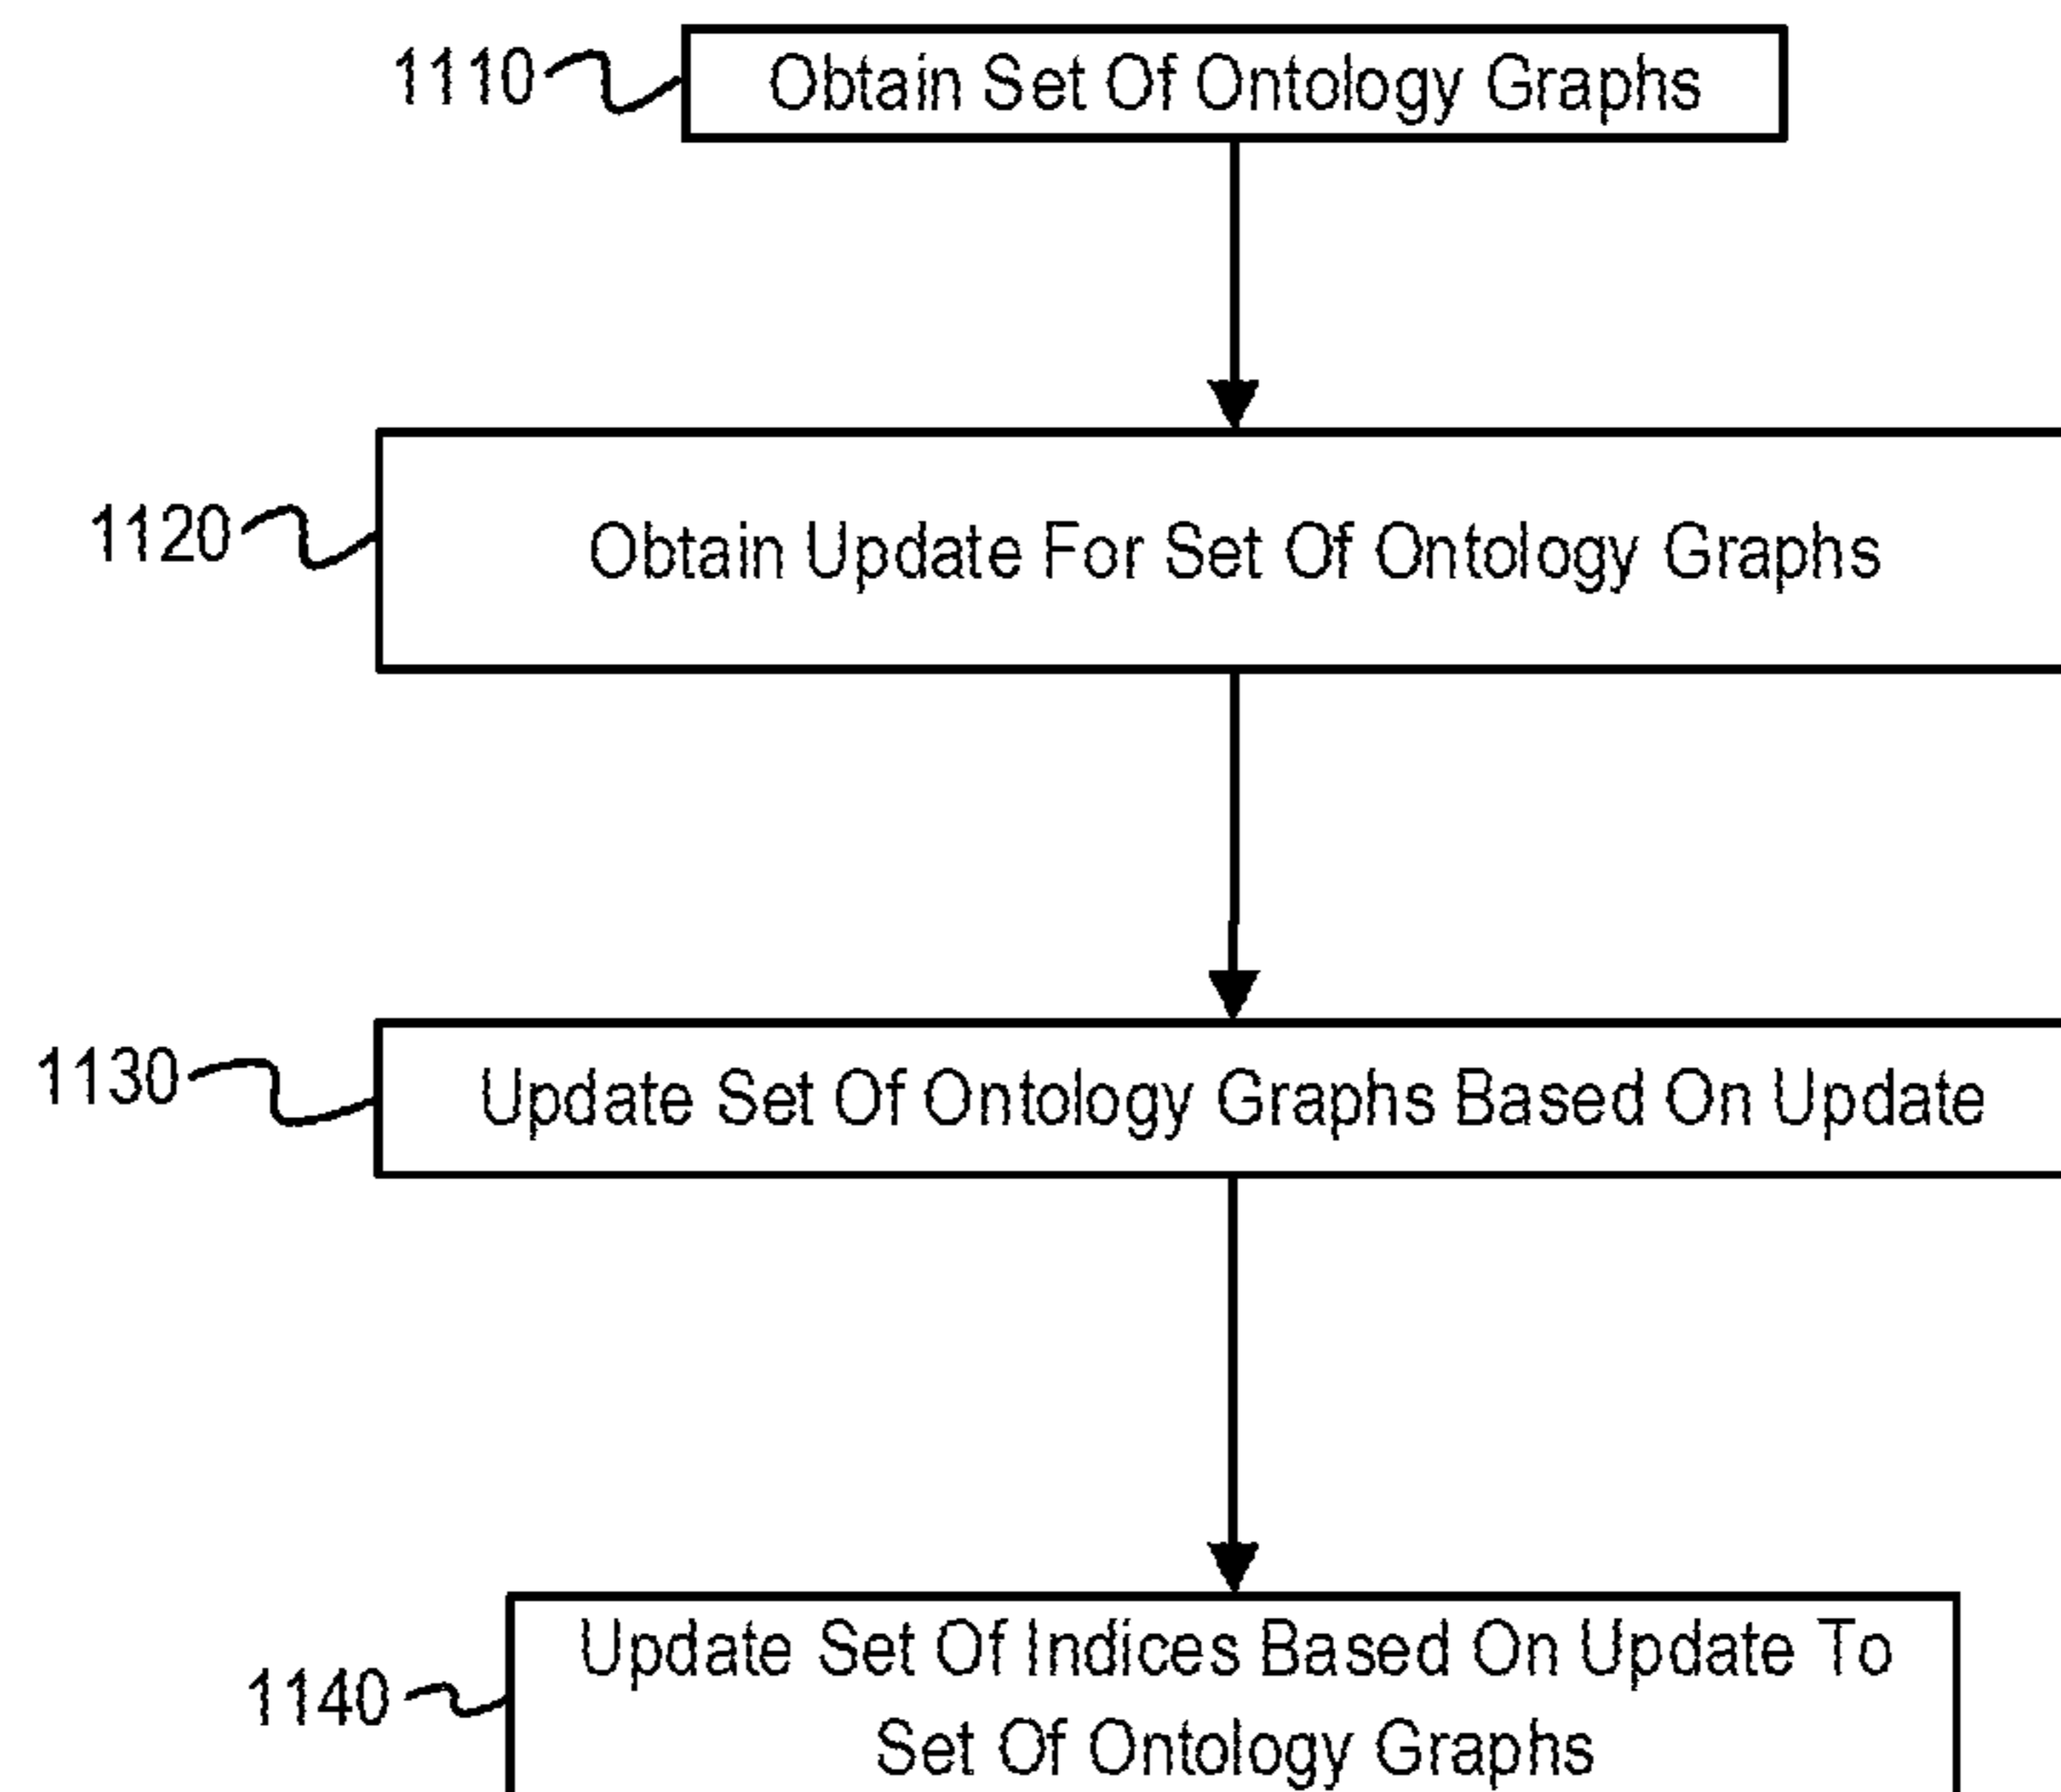 1110
Obtain Set Of Ontology Graphs
1120
Obtain Update For Set Of Ontology Graphs
1130
Update Set Of Ontology Graphs Based On Update
1140
Update Set Of Indices Based On Update To
Set Of Ontology Graphs